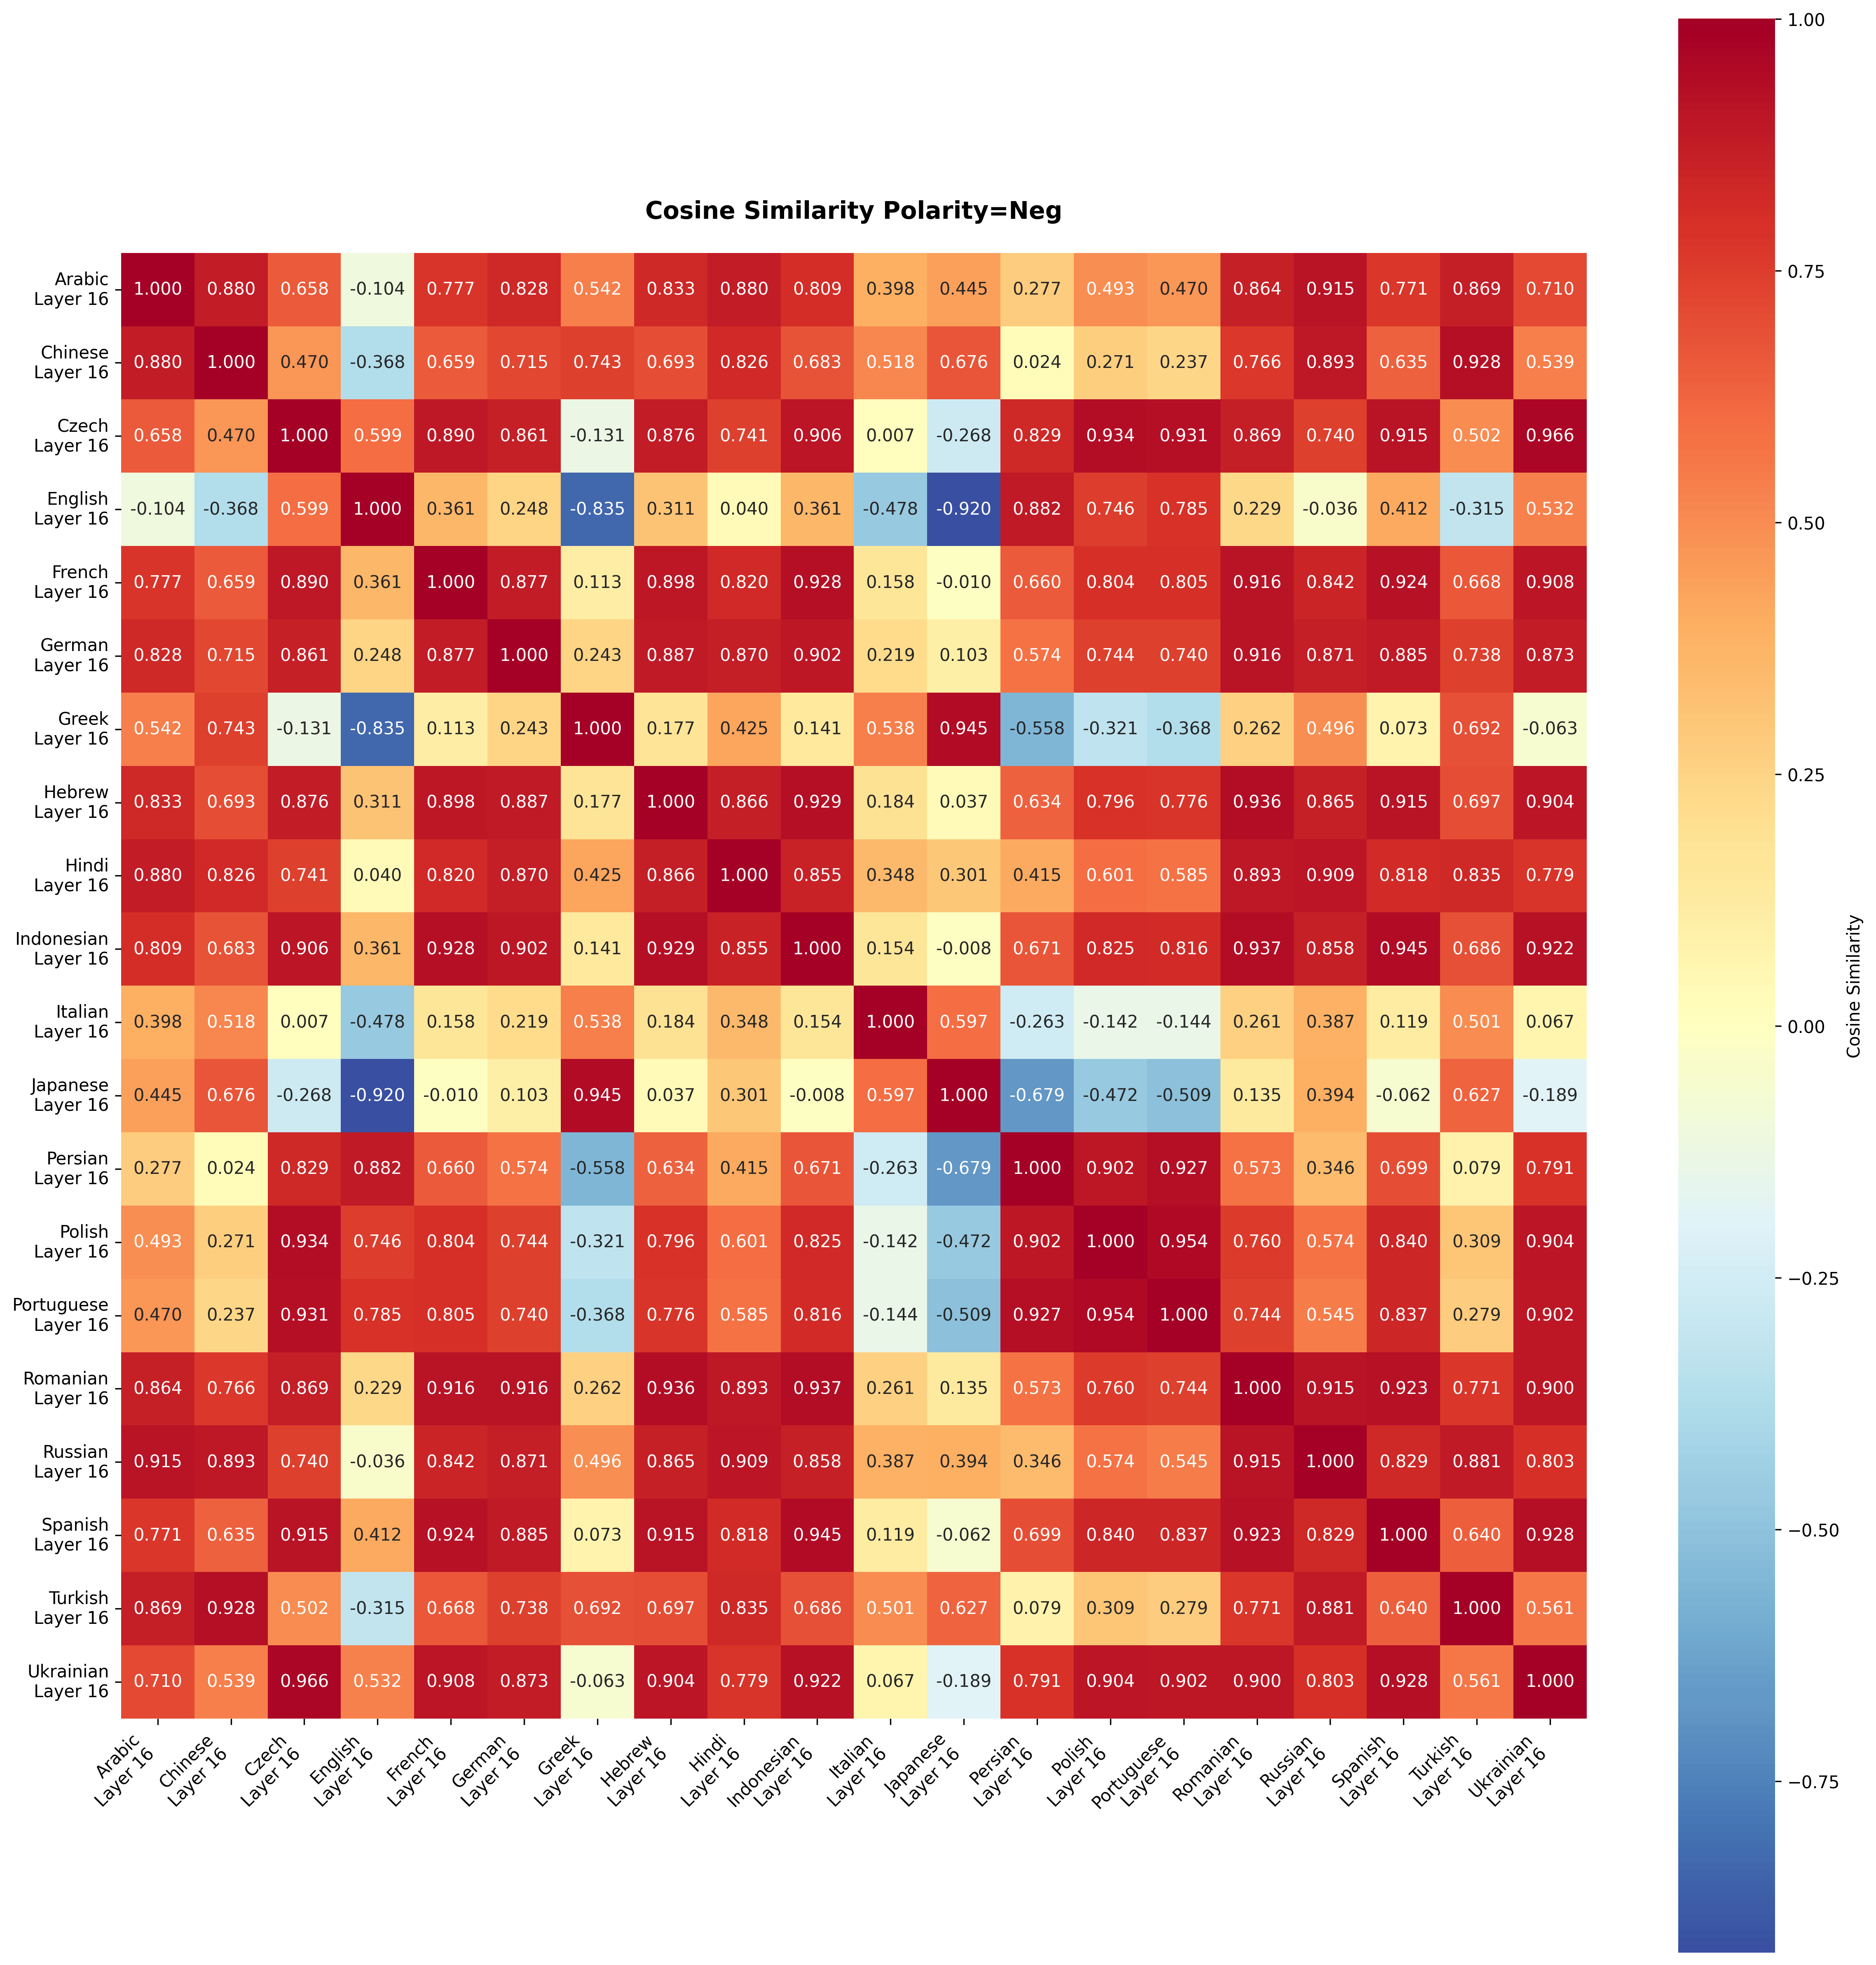 Cosine Similarity Polarity=Neg
Arabic
Layer 16
1.000 0.880 0.658 -0.104 0.777 0.828 0.542 0.833 0.880 0.809 0.398 0.445 0.277 0.493 0.470 0.864 0.915 0.771 0.869 0.710
Chinese
Layer 16
0.880 1.000 0.470 -0.368 0.659 0.715 0.743 0.693 0.826 0.683 0.518 0.676 0.024 0.271 0.237 0.766 0.893 0.635 0.928 0.539
Czech
Layer 16
0.658 0.470 1.000 0.599 0.890 0.861 -0.131 0.876 0.741 0.906 0.007 -0.268 0.829 0.934 0.931 0.869 0.740 0.915 0.502 0.966
English
Layer 16
-0.104 -0.368 0.599 1.000 0.361 0.248 -0.835 0.311 0.040 0.361 -0.478 -0.920 0.882 0.746 0.785 0.229 -0.036 0.412 -0.315 0.532
French
Layer 16
0.777 0.659 0.890 0.361 1.000 0.877 0.113 0.898 0.820 0.928 0.158 -0.010 0.660 0.804 0.805 0.916 0.842 0.924 0.668 0.908
German
Layer 16
0.828 0.715 0.861 0.248 0.877 1.000 0.243 0.887 0.870 0.902 0.219 0.103 0.574 0.744 0.740 0.916 0.871 0.885 0.738 0.873
Greek
Layer 16
0.542 0.743 -0.131 -0.835 0.113 0.243 1.000 0.177 0.425 0.141 0.538 0.945 -0.558 -0.321 -0.368 0.262 0.496 0.073 0.692 -0.063
Hebrew
Layer 16
0.833 0.693 0.876 0.311 0.898 0.887 0.177 1.000 0.866 0.929 0.184 0.037 0.634 0.796 0.776 0.936 0.865 0.915 0.697 0.904
Hindi
Layer 16
0.880 0.826 0.741 0.040 0.820 0.870 0.425 0.866 1.000 0.855 0.348 0.301 0.415 0.601 0.585 0.893 0.909 0.818 0.835 0.779
Indonesian
Layer 16
0.809 0.683 0.906 0.361 0.928 0.902 0.141 0.929 0.855 1.000 0.154 -0.008 0.671 0.825 0.816 0.937 0.858 0.945 0.686 0.922
Italian
Layer 16
0.398 0.518 0.007 -0.478 0.158 0.219 0.538 0.184 0.348 0.154 1.000 0.597 -0.263 -0.142 -0.144 0.261 0.387 0.119 0.501 0.067
Japanese
Layer 16
0.445 0.676 -0.268 -0.920 -0.010 0.103 0.945 0.037 0.301 -0.008 0.597 1.000 -0.679 -0.472 -0.509 0.135 0.394 -0.062 0.627 -0.189
Persian
Layer 16
0.277 0.024 0.829 0.882 0.660 0.574 -0.558 0.634 0.415 0.671 -0.263 -0.679 1.000 0.902 0.927 0.573 0.346 0.699 0.079 0.791
Polish
Layer 16
0.493 0.271 0.934 0.746 0.804 0.744 -0.321 0.796 0.601 0.825 -0.142 -0.472 0.902 1.000 0.954 0.760 0.574 0.840 0.309 0.904
Portuguese
Layer 16
0.470 0.237 0.931 0.785 0.805 0.740 -0.368 0.776 0.585 0.816 -0.144 -0.509 0.927 0.954 1.000 0.744 0.545 0.837 0.279 0.902
Romanian
Layer 16
0.864 0.766 0.869 0.229 0.916 0.916 0.262 0.936 0.893 0.937 0.261 0.135 0.573 0.760 0.744 1.000 0.915 0.923 0.771 0.900
Russian
Layer 16
0.915 0.893 0.740 -0.036 0.842 0.871 0.496 0.865 0.909 0.858 0.387 0.394 0.346 0.574 0.545 0.915 1.000 0.829 0.881 0.803
Spanish
Layer 16
0.771 0.635 0.915 0.412 0.924 0.885 0.073 0.915 0.818 0.945 0.119 -0.062 0.699 0.840 0.837 0.923 0.829 1.000 0.640 0.928
Turkish
Layer 16
0.869 0.928 0.502 -0.315 0.668 0.738 0.692 0.697 0.835 0.686 0.501 0.627 0.079 0.309 0.279 0.771 0.881 0.640 1.000 0.561
Ukrainian
Layer 16
0.710 0.539 0.966 0.532 0.908 0.873 -0.063 0.904 0.779 0.922 0.067 -0.189 0.791 0.904 0.902 0.900 0.803 0.928 0.561 1.000
Arabic
Layer 16
Chinese
Layer 16
Czech
Layer 16
English
Layer 16
French
Layer 16
German
Layer 16
Greek
Layer 16
Hebrew
Layer 16
Hindi
Layer 16
Indonesian
Layer 16
Italian
Layer 16
Japanese
Layer 16
Persian
Layer 16
Polish
Layer 16
Portuguese
Layer 16
Romanian
Layer 16
Russian
Layer 16
Spanish
Layer 16
Turkish
Layer 16
Ukrainian
Layer 16
1.00
0.75
0.50
0.25
0.00
−0.25
−0.50
−0.75
Cosine Similarity